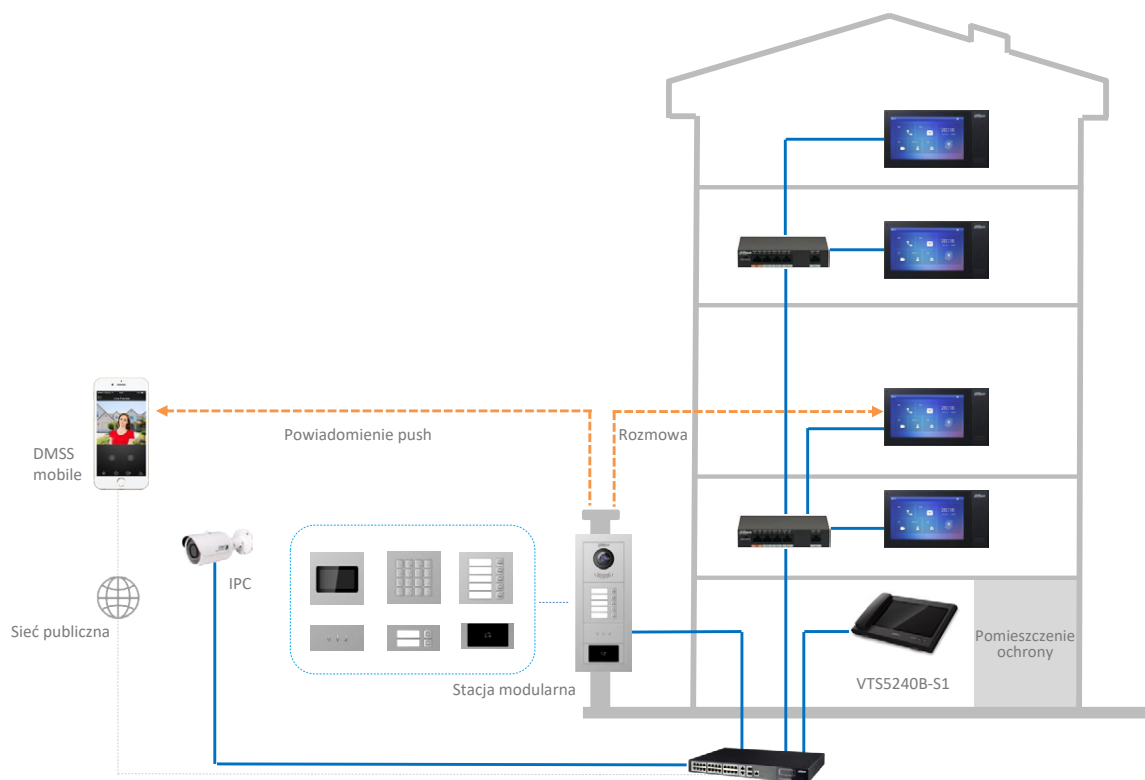 Powiadomienie push
Rozmowa
DMSS
mobile
IPC
Sieć publiczna
Stacja modularna
VTS5240B-S1
Pomieszczenie
ochrony